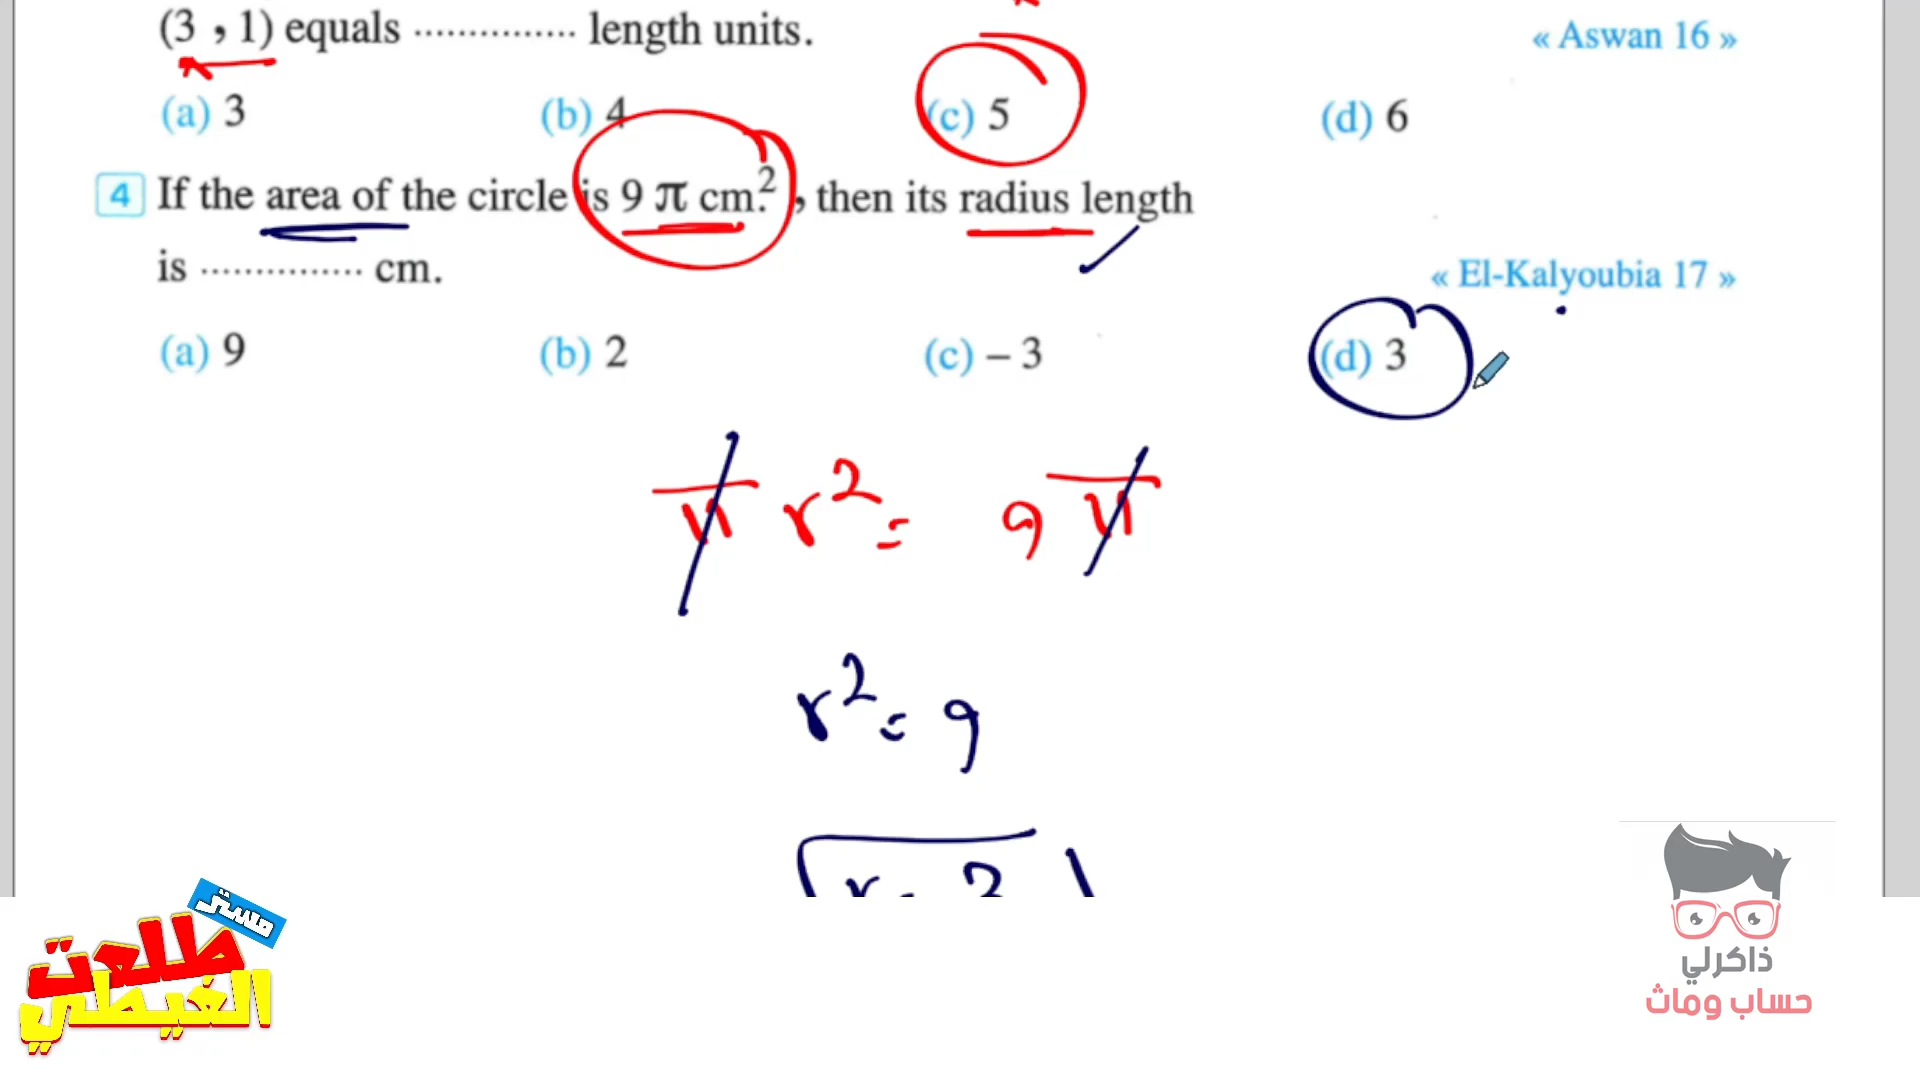 (3 , 1) equals ............... length units.
« Aswan 16 »
(a) 3 (b) 4 (c) 5 (d) 6
4 If the area of the circle is 9 π cm.² , then its radius length
is ............... cm.
« El-Kalyoubia 17 »
(a) 9 (b) 2 (c) – 3 (d) 3
π r² = 9 π
r² = 9
مستر
طلعت
الغيطي
ذاكرلي
حساب وماث